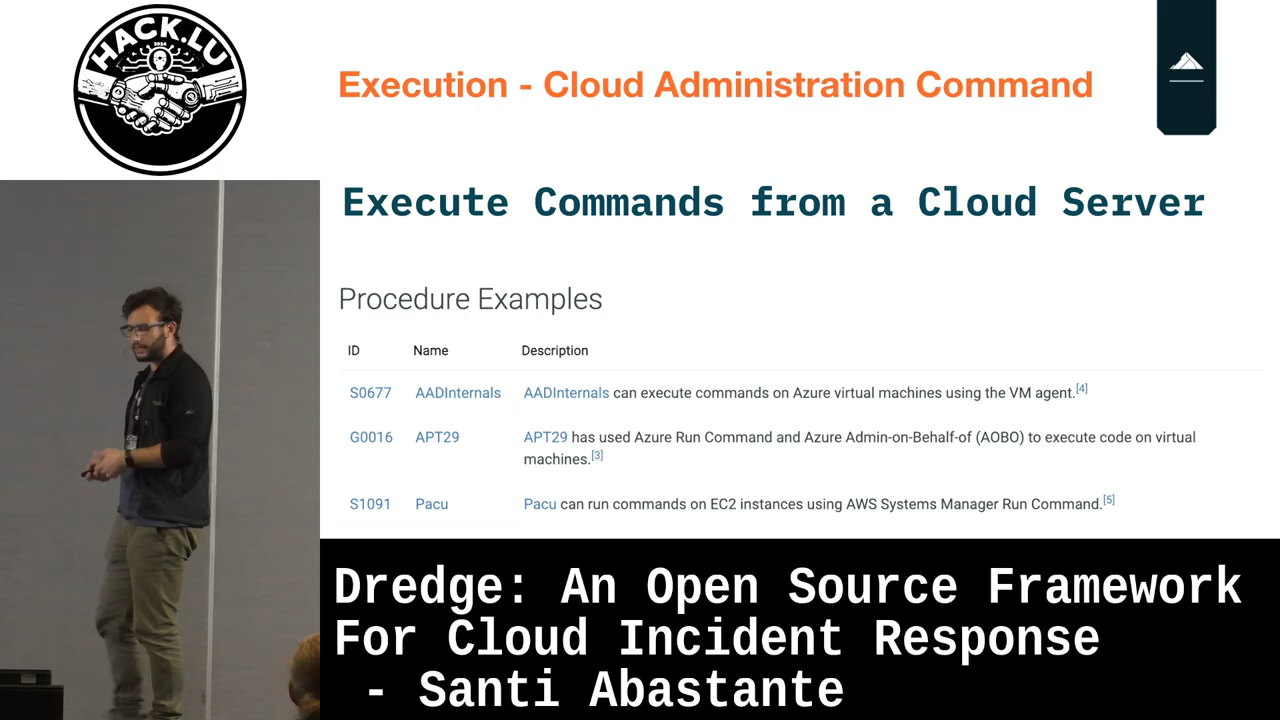 HACK.LU
2024
Execution - Cloud Administration Command
Execute Commands from a Cloud Server
Procedure Examples
ID Name Description
S0677 AADInternals AADInternals can execute commands on Azure virtual machines using the VM agent.[4]
G0016 APT29 APT29 has used Azure Run Command and Azure Admin-on-Behalf-of (AOBO) to execute code on virtual
machines.[3]
S1091 Pacu Pacu can run commands on EC2 instances using AWS Systems Manager Run Command.[5]
Dredge: An Open Source Framework
For Cloud Incident Response
- Santi Abastante